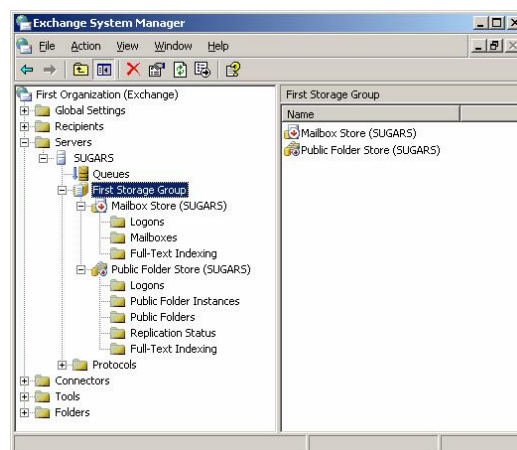 Exchange System Manager
File Action View Window Help
First Organization (Exchange)
Global Settings
Recipients
Servers
SUGARS
Queues
First Storage Group
Mailbox Store (SUGARS)
Logons
Mailboxes
Full-Text Indexing
Public Folder Store (SUGARS)
Logons
Public Folder Instances
Public Folders
Replication Status
Full-Text Indexing
Protocols
Connectors
Tools
Folders
First Storage Group
Name
Mailbox Store (SUGARS)
Public Folder Store (SUGARS)